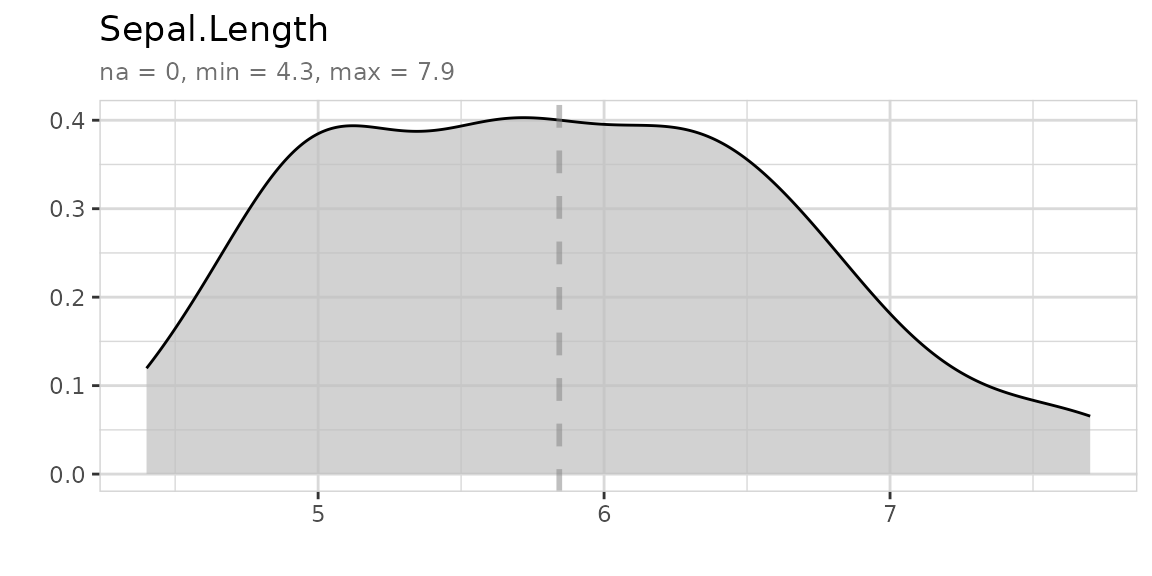 Sepal.Length
na = 0, min = 4.3, max = 7.9
0.4
0.3
0.2
0.1
0.0
5 6 7